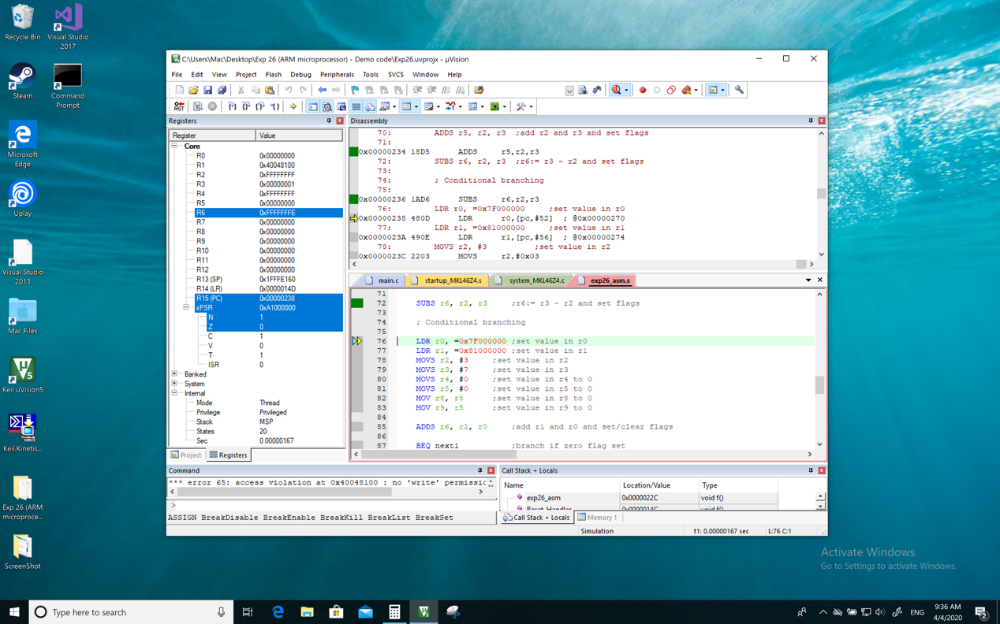 Recycle Bin
Visual Studio
2017
Steam
Command
Prompt
Microsoft
Edge
Uplay
Visual Studio
2013
Mac Files
Keil uVision5
Keil.Kinetis...
Exp 26 (ARM
microproce...
ScreenShot
C:\Users\Mac\Desktop\Exp 26 (ARM microprocessor) - Demo code\Exp26.uvprojx - µVision
File Edit View Project Flash Debug Peripherals Tools SVCS Window Help
RST
Registers
Register Value
Core
R0 0x00000000
R1 0x40048100
R2 0xFFFFFFFF
R3 0x00000001
R4 0xFFFFFFFF
R5 0x00000000
R6 0xFFFFFFFE
R7 0x00000000
R8 0x00000000
R9 0x00000000
R10 0x00000000
R11 0x00000000
R12 0x00000000
R13 (SP) 0x1FFFE160
R14 (LR) 0x0000014D
R15 (PC) 0x00000238
xPSR 0xA1000000
N 1
Z 0
C 1
V 0
T 1
ISR 0
Banked
System
Internal
Mode Thread
Privilege Privileged
Stack MSP
States 20
Sec 0.00000167
Project Registers
Disassembly
70: ADDS r5, r2, r3 ;add r2 and r3 and set flags
71:
0x00000234 18D5 ADDS r5,r2,r3
72: SUBS r6, r2, r3 ;r6:= r3 - r2 and set flags
73:
74: ; Conditional branching
75:
0x00000236 1AD6 SUBS r6,r2,r3
76: LDR r0, =0x7F000000 ;set value in r0
0x00000238 480D LDR r0,[pc,#52] ; @0x00000270
77: LDR r1, =0x81000000 ;set value in r1
0x0000023A 490E LDR r1,[pc,#56] ; @0x00000274
78: MOVS r2, #3 ;set value in r2
0x0000023C 2203 MOVS r2,#0x03
main.c startup_MKL46Z4.s system_MKL46Z4.c exp26_asm.s
71
72 SUBS r6, r2, r3 ;r6:= r3 - r2 and set flags
73
74 ; Conditional branching
75
76 LDR r0, =0x7F000000 ;set value in r0
77 LDR r1, =0x81000000 ;set value in r1
78 MOVS r2, #3 ;set value in r2
79 MOVS r3, #7 ;set value in r3
80 MOVS r4, #0 ;set value in r4 to 0
81 MOVS r5, #0 ;set value in r5 to 0
82 MOV r8, r5 ;set value in r8 to 0
83 MOV r9, r5 ;set value in r9 to 0
84
85 ADDS r6, r1, r0 ;add r1 and r0 and set/clear flags
86
87 BEQ next1 ;branch if zero flag set
Command
*** error 65: access violation at 0x40048100 : no 'write' permissio
>
ASSIGN BreakDisable BreakEnable BreakKill BreakList BreakSet
Call Stack + Locals
Name Location/Value Type
exp26_asm 0x0000022C void f()
Reset_Handler 0x0000014C void f()
Call Stack + Locals Memory 1
Simulation t1: 0.00000167 sec L:76 C:1
Activate Windows
Go to Settings to activate Windows.
Type here to search
ENG
9:36 AM
4/4/2020
2